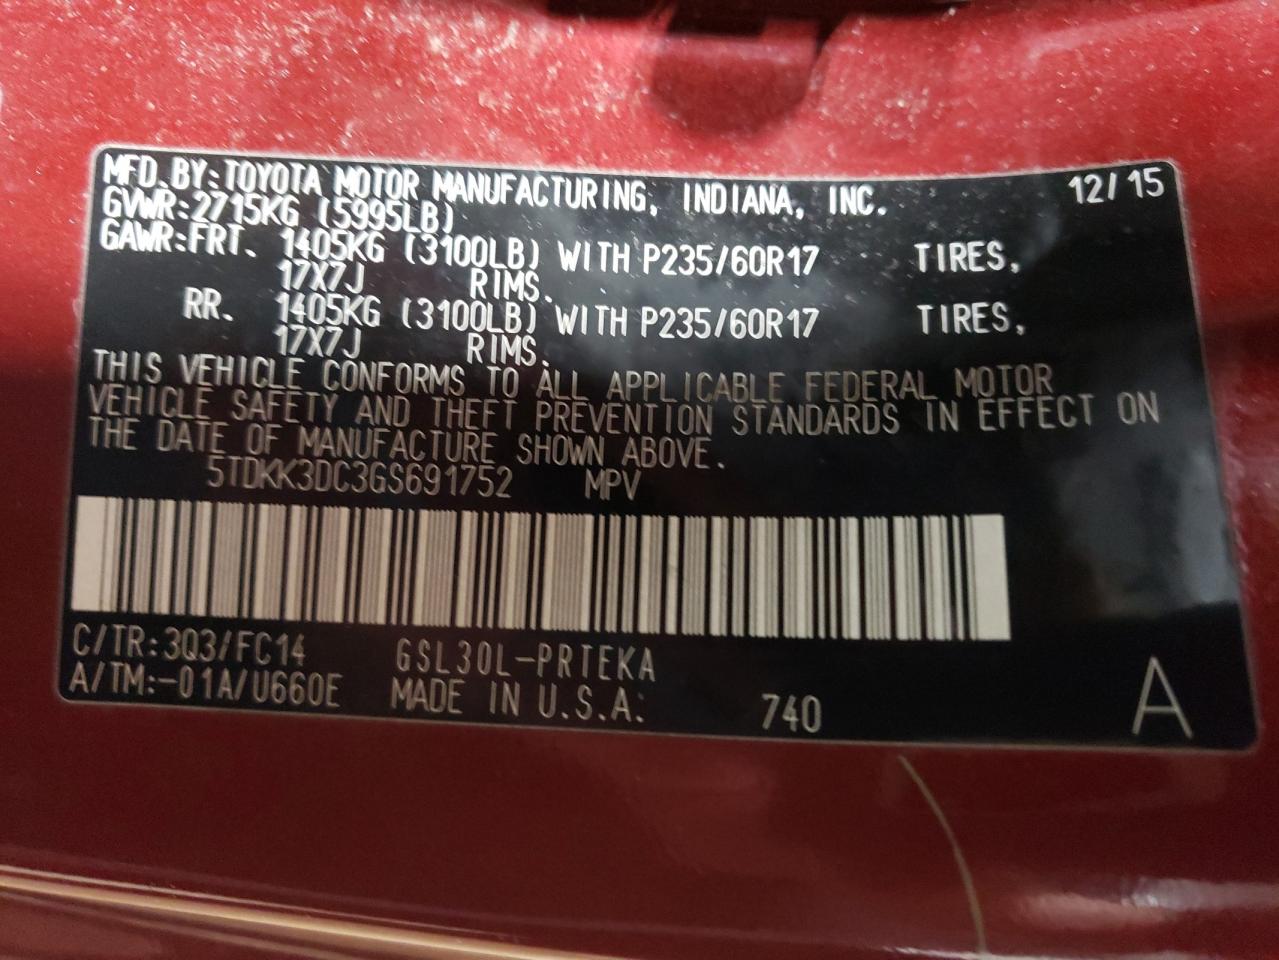 MFD.BY:TOYOTA MOTOR MANUFACTURING, INDIANA, INC. 12/15
GVWR:2715KG (5995LB)
GAWR:FRT. 1405KG (3100LB) WITH P235/60R17 TIRES,
17X7J RIMS.
RR. 1405KG (3100LB) WITH P235/60R17 TIRES,
17X7J RIMS.
THIS VEHICLE CONFORMS TO ALL APPLICABLE FEDERAL MOTOR
VEHICLE SAFETY AND THEFT PREVENTION STANDARDS IN EFFECT ON
THE DATE OF MANUFACTURE SHOWN ABOVE.
5TDKK3DC3GS691752 MPV
C/TR:3Q3/FC14 GSL30L-PRTEKA
A/TM:-01A/U660E MADE IN U.S.A: 740 A